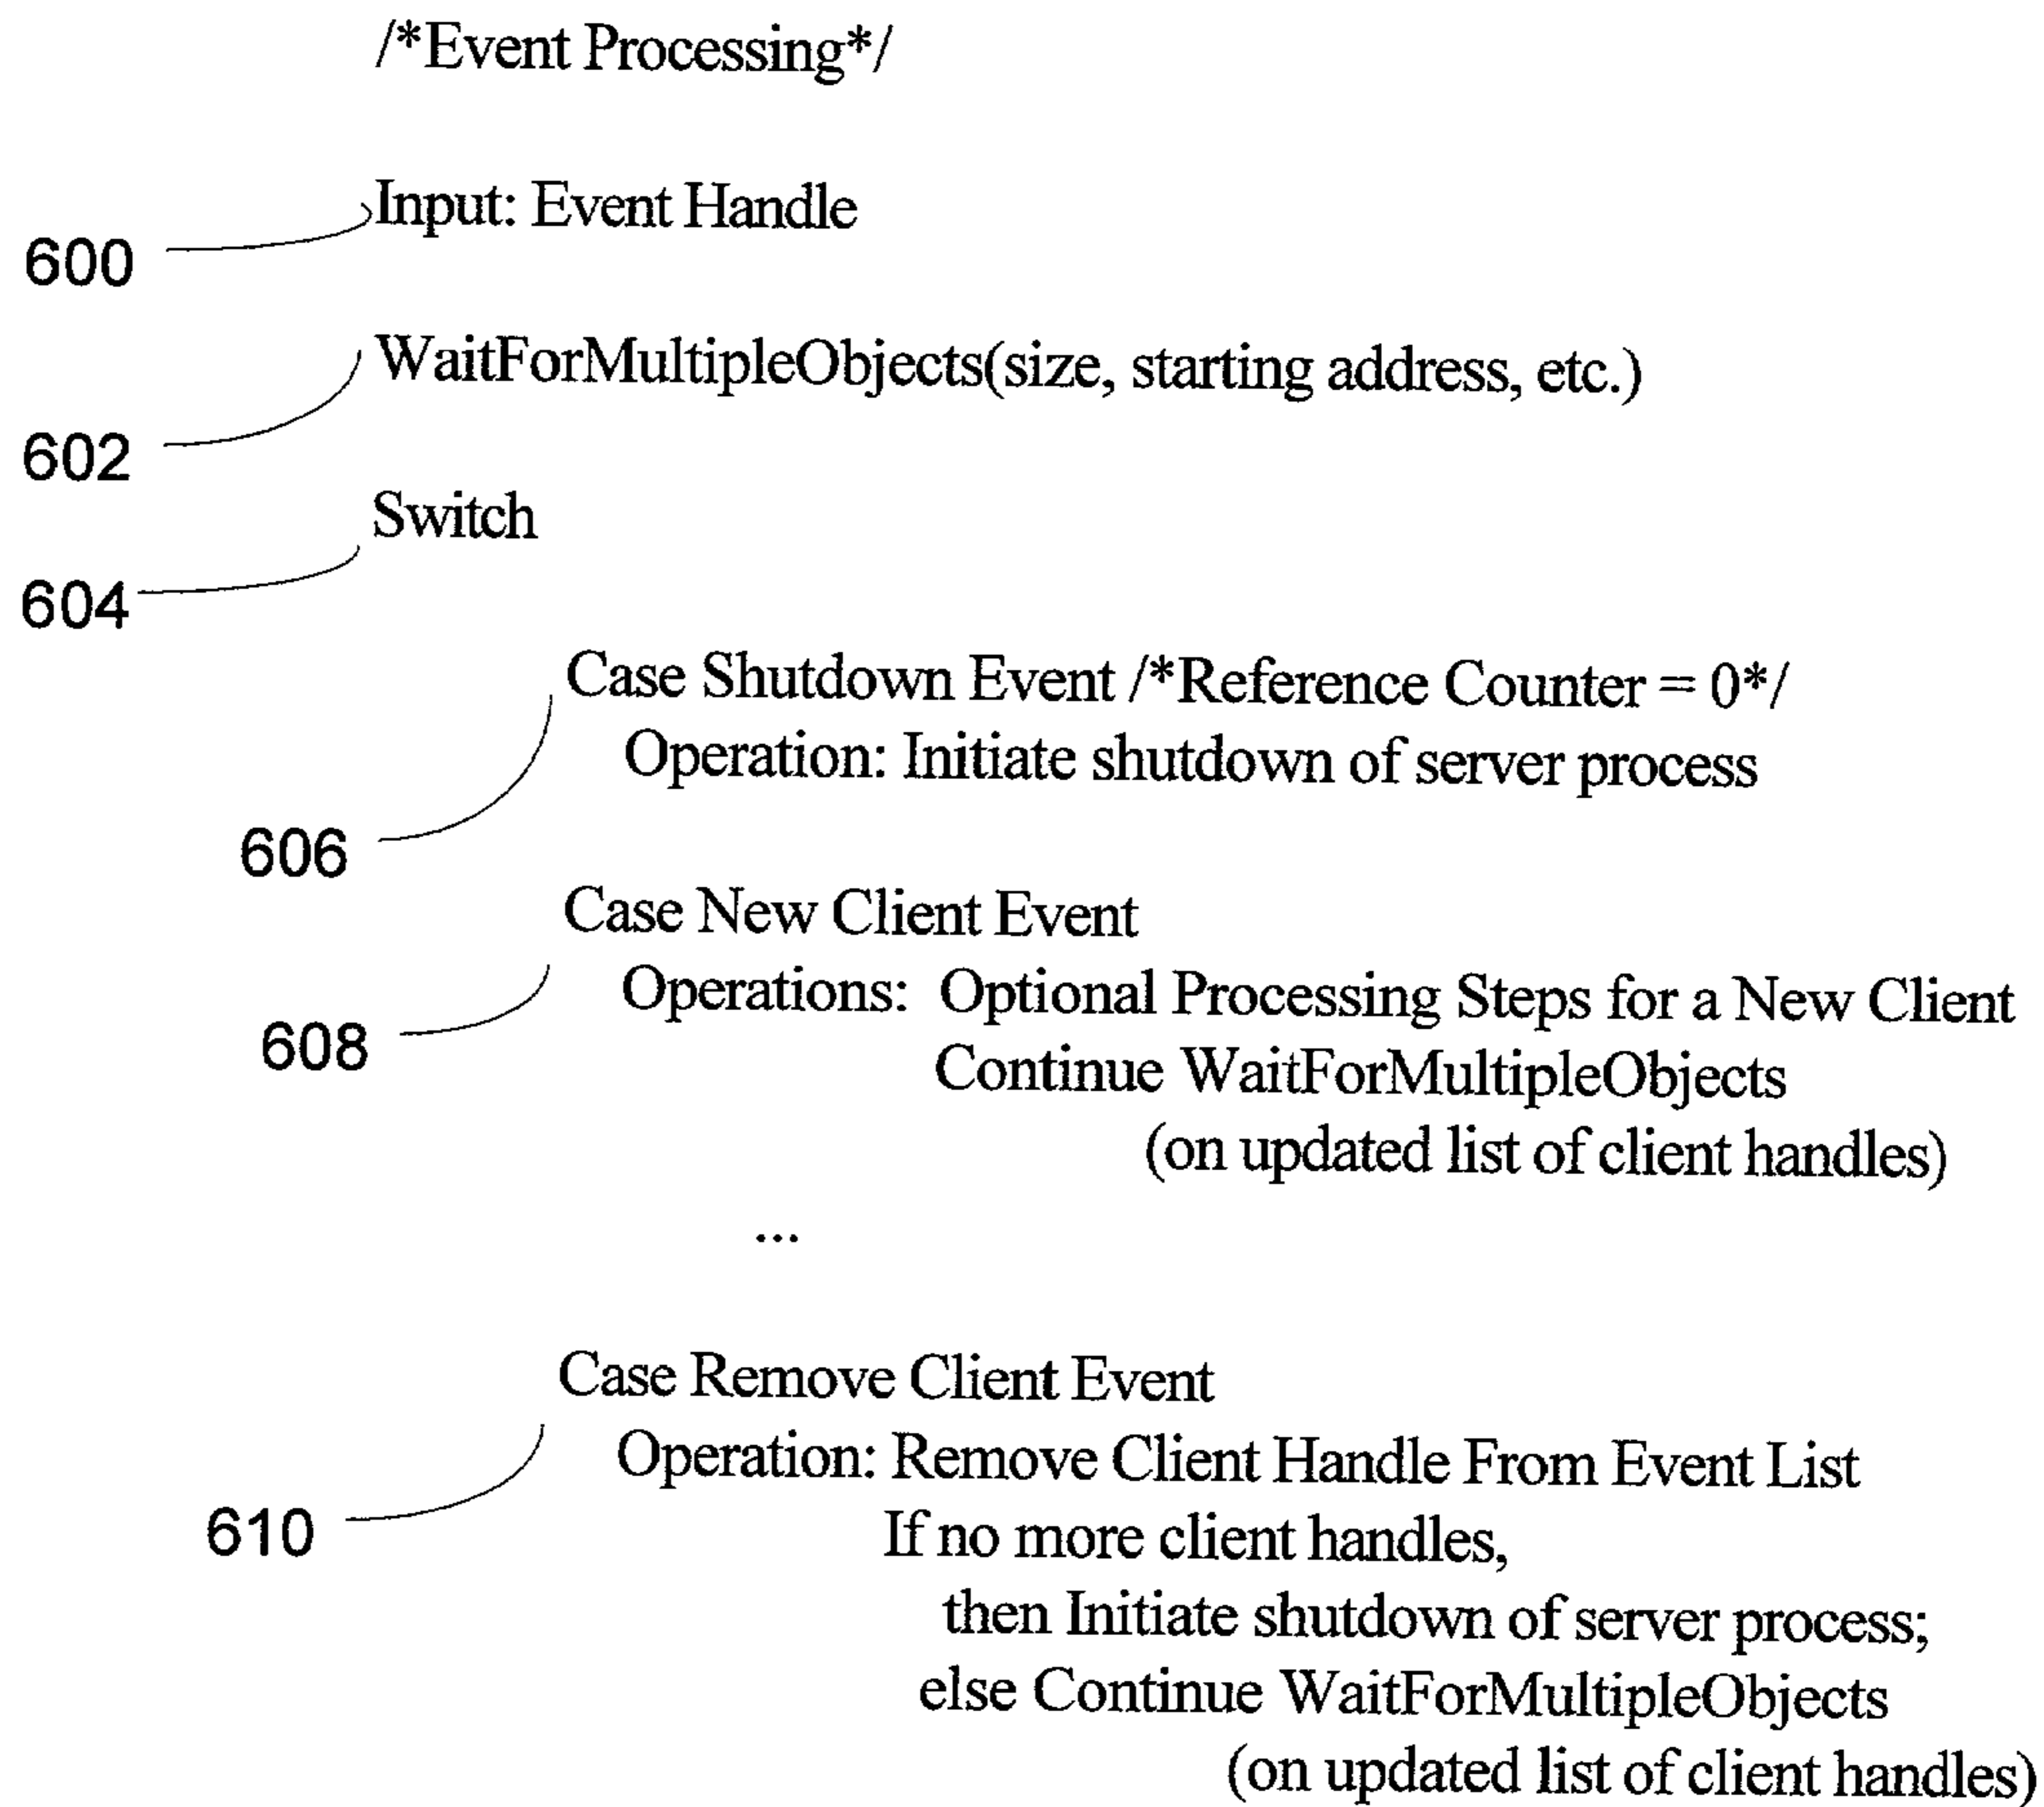 /*Event Processing*/
Input: Event Handle
600
WaitForMultipleObjects(size, starting address, etc.)
602
Switch
604
Case Shutdown Event /*Reference Counter = 0*/
Operation: Initiate shutdown of server process
606
Case New Client Event
Operations: Optional Processing Steps for a New Client
608
Continue WaitForMultipleObjects
(on updated list of client handles)
...
Case Remove Client Event
Operation: Remove Client Handle From Event List
610
If no more client handles,
then Initiate shutdown of server process;
else Continue WaitForMultipleObjects
(on updated list of client handles)